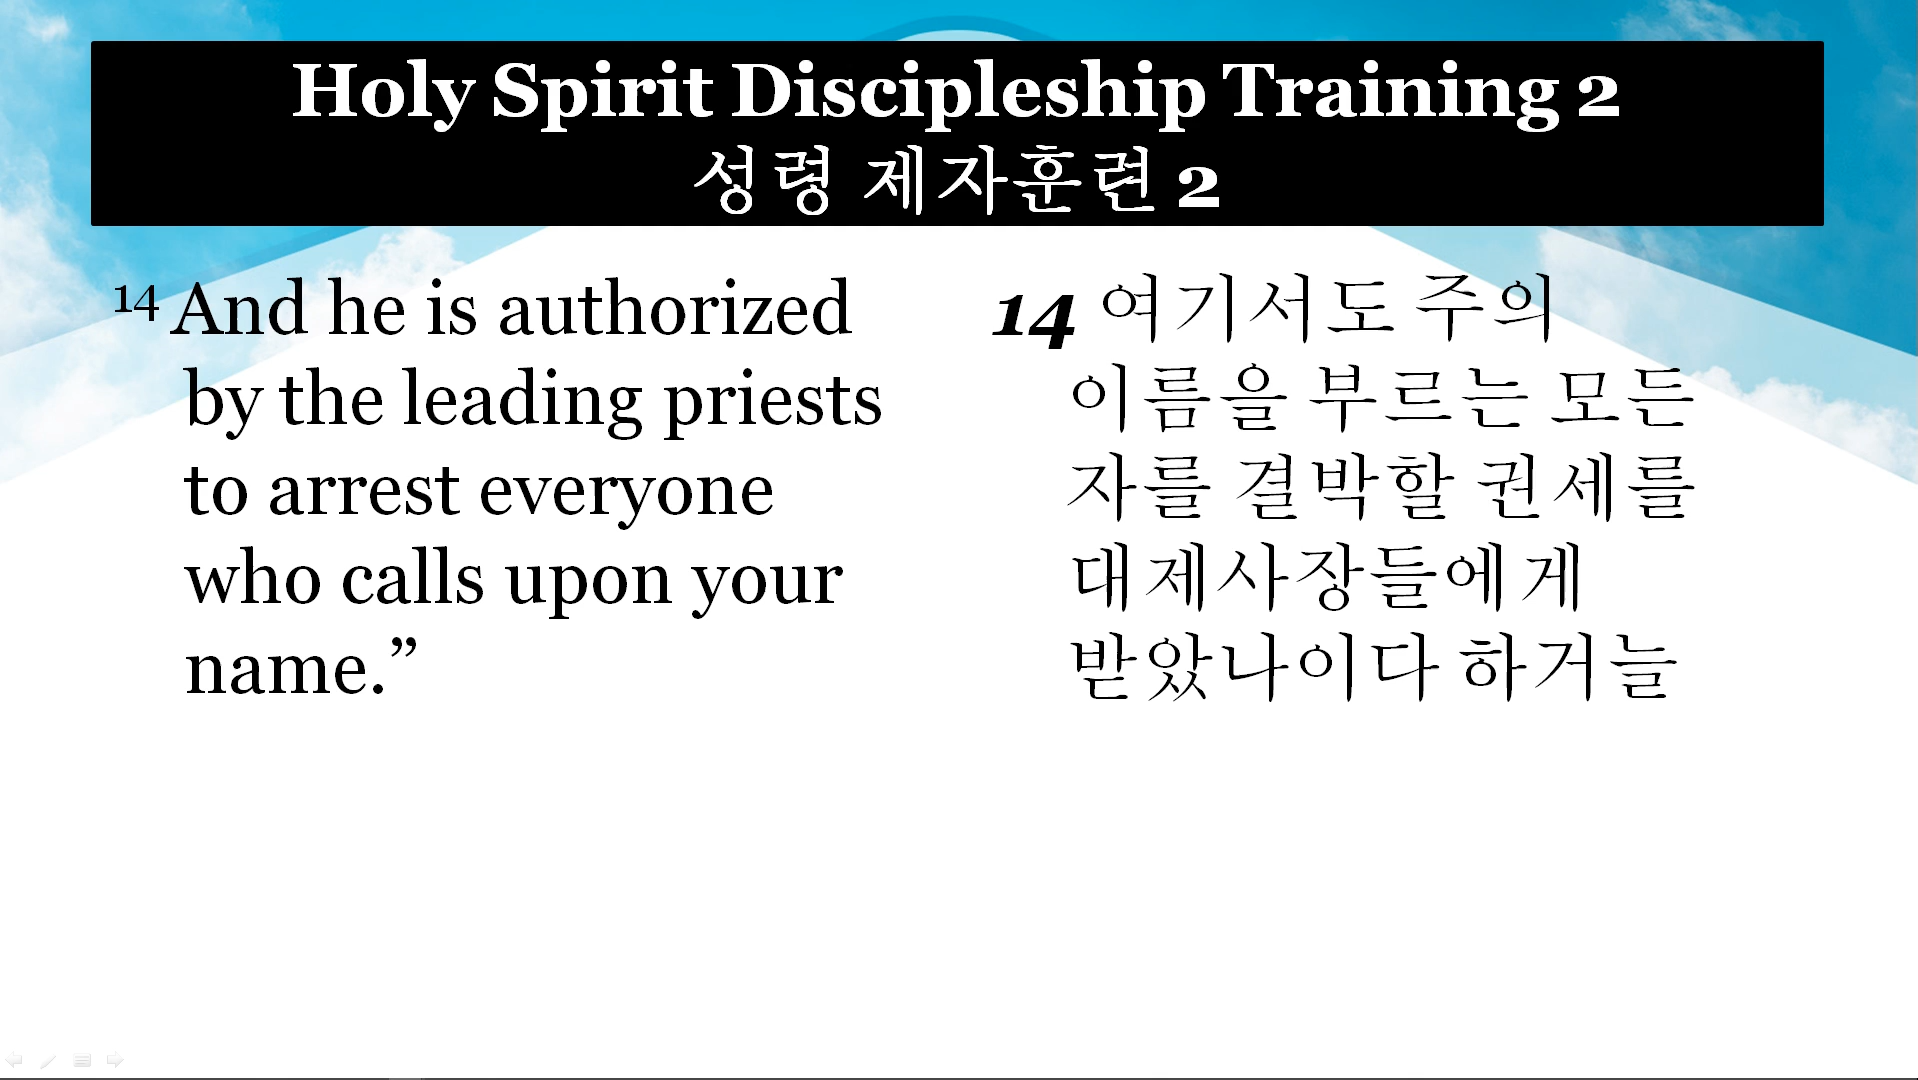 Holy Spirit Discipleship Training 2
성령 제자훈련 2
14 And he is authorized
by the leading priests
to arrest everyone
who calls upon your
name.”
14 여기서도 주의
이름을 부르는 모든
자를 결박할 권세를
대제사장들에게
받았나이다 하거늘